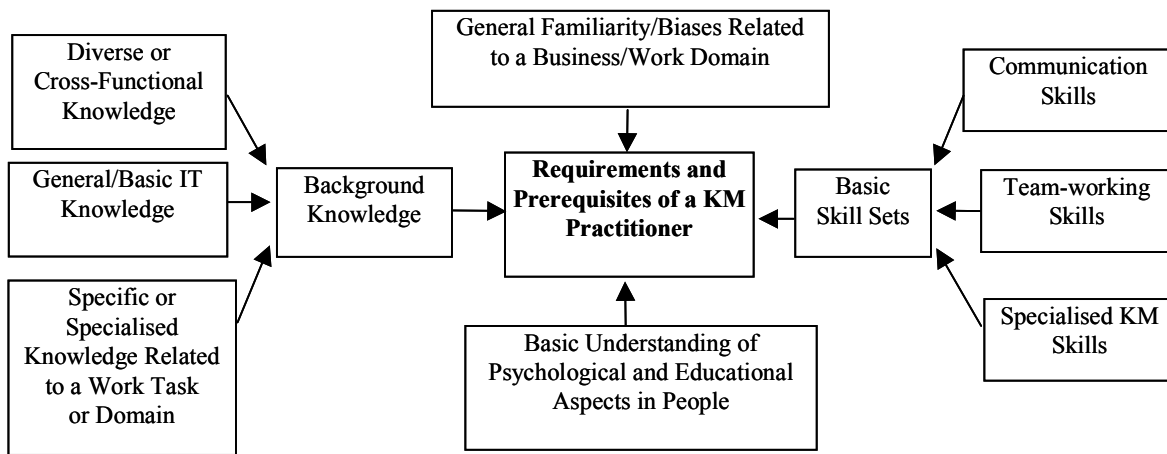 Diverse or
Cross-Functional
Knowledge
General/Basic IT
Knowledge
Specific or
Specialised
Knowledge Related
to a Work Task
or Domain
Background
Knowledge
General Familiarity/Biases Related
to a Business/Work Domain
Requirements and
Prerequisites of a KM
Practitioner
Basic Understanding of
Psychological and Educational
Aspects in People
Basic
Skill Sets
Communication
Skills
Team-working
Skills
Specialised KM
Skills